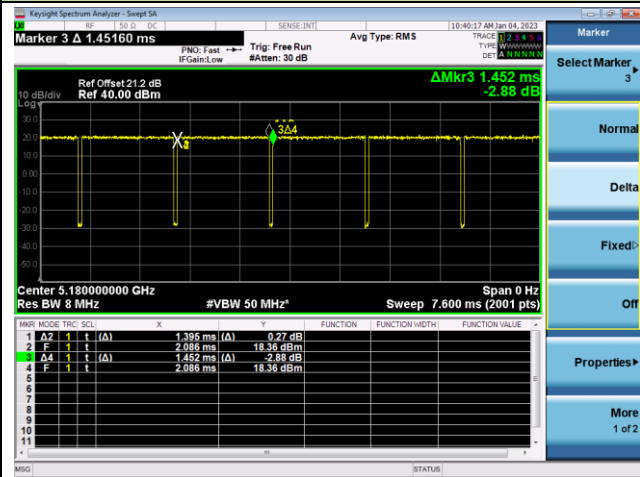 Keysight Spectrum Analyzer - Swept SA
RF 50 Ω DC SENSE:INT 10:40:17 AM Jan 04, 2023
Marker 3 Δ 1.45160 ms Avg Type: RMS TRACE 1 2 3 4 5 6
PNO: Fast Trig: Free Run TYPE WWWWWW
IFGain:Low #Atten: 30 dB DET A N N N N N
ΔMkr3 1.452 ms
Ref Offset 21.2 dB
10 dB/div Ref 40.00 dBm -2.88 dB
Log
30.0
20.0
10.0
0.00
-10.0
-20.0
-30.0
-40.0
-50.0
3Δ4
Center 5.180000000 GHz Span 0 Hz
Res BW 8 MHz #VBW 50 MHz* Sweep 7.600 ms (2001 pts)
MKR MODE TRC SCL X Y FUNCTION FUNCTION WIDTH FUNCTION VALUE
1 Δ2 1 t (Δ) 1.395 ms (Δ) 0.27 dB
2 F 1 t 2.086 ms 18.36 dBm
3 Δ4 1 t (Δ) 1.452 ms (Δ) -2.88 dB
4 F 1 t 2.086 ms 18.36 dBm
5
6
7
8
9
10
11
MSG STATUS
Marker
Select Marker
3
Normal
Delta
Fixed
Off
Properties
More
1 of 2